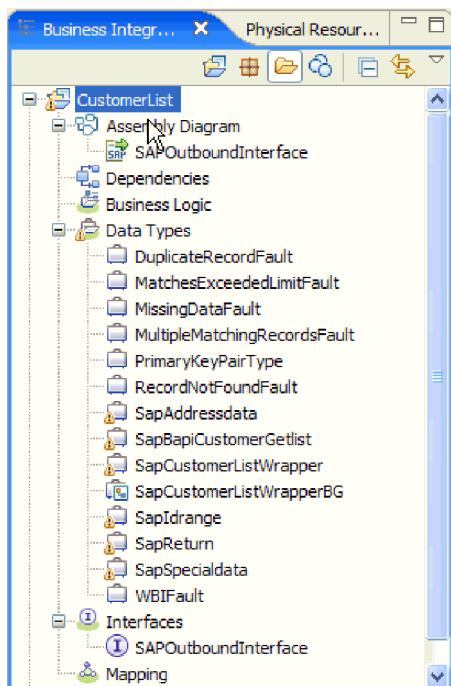 Business Integr... Physical Resour...
CustomerList
Assembly Diagram
SAP SAPOutboundInterface
Dependencies
Business Logic
Data Types
DuplicateRecordFault
MatchesExceededLimitFault
MissingDataFault
MultipleMatchingRecordsFault
PrimaryKeyPairType
RecordNotFoundFault
SapAddressdata
SapBapiCustomerGetlist
SapCustomerListWrapper
SapCustomerListWrapperBG
SapIdrange
SapReturn
SapSpecialdata
WBIFault
Interfaces
SAPOutboundInterface
Mapping